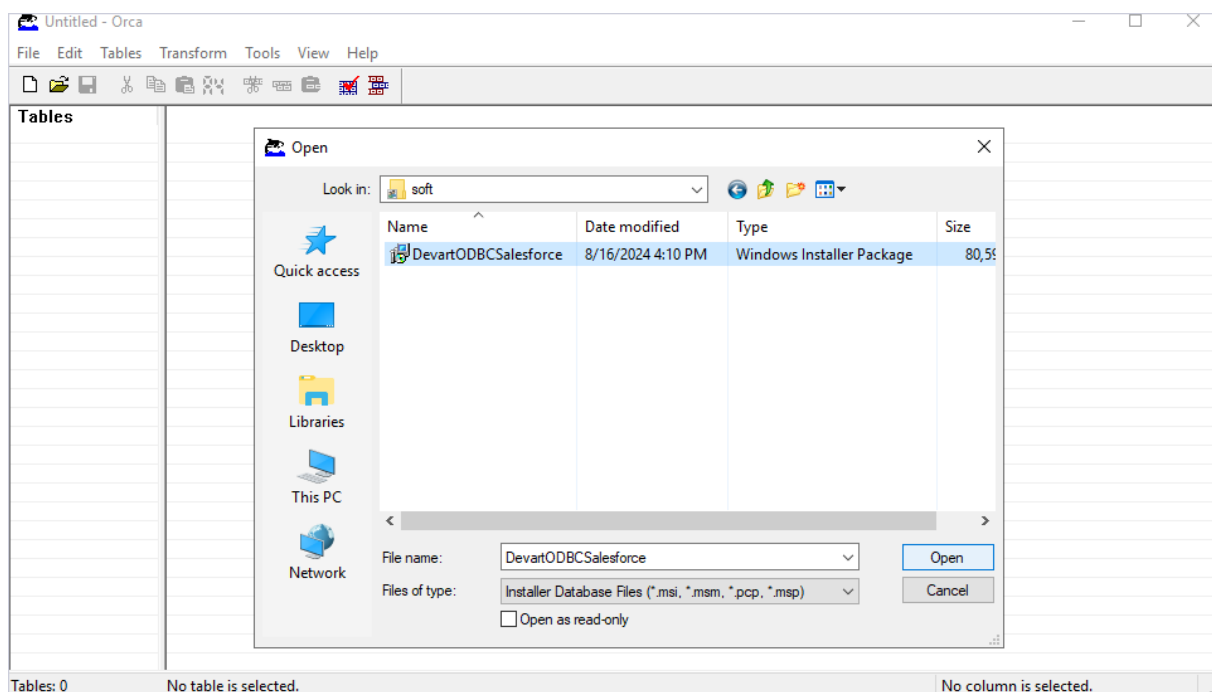 Untitled - Orca
File Edit Tables Transform Tools View Help
Tables
Open
Look in: soft
Name Date modified Type Size
DevartODBCSalesforce 8/16/2024 4:10 PM Windows Installer Package 80,59
Quick access
Desktop
Libraries
This PC
Network
File name: DevartODBCSalesforce Open
Files of type: Installer Database Files (*.msi, *.msm, *.pcp, *.msp) Cancel
Open as read-only
Tables: 0 No table is selected. No column is selected.